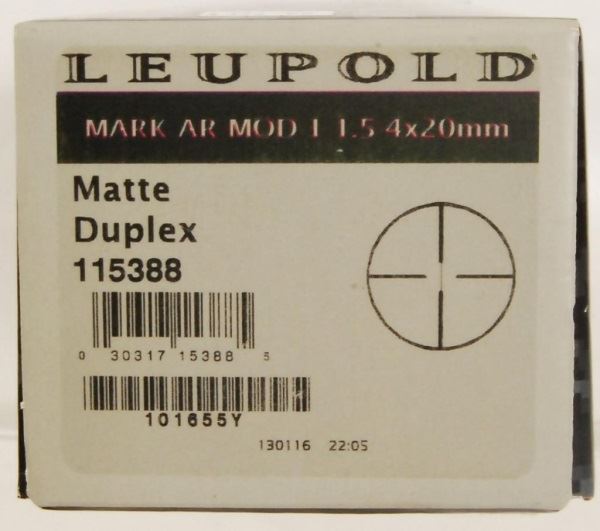 LEUPOLD
MARK AR MOD 1 1.5 4x20mm
Matte
Duplex
115388
0 30317 15388 5
101655Y
130116 22:05